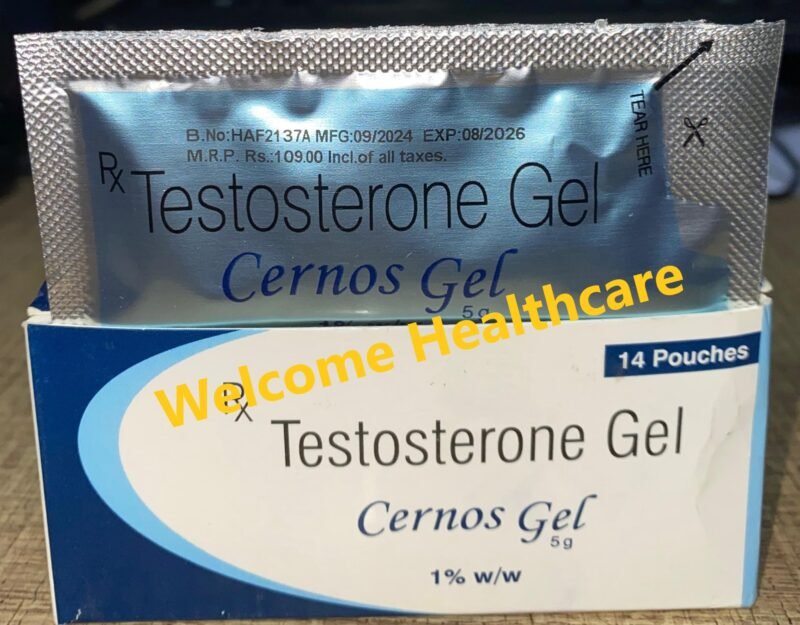 B.No:HAF2137A MFG:09/2024 EXP:08/2026
M.R.P. Rs.:109.00 Incl.of all taxes.
TEAR HERE
Rx Testosterone Gel
Cernos Gel
5g
Welcome Healthcare
14 Pouches
Rx
Testosterone Gel
Cernos Gel
5g
1% w/w